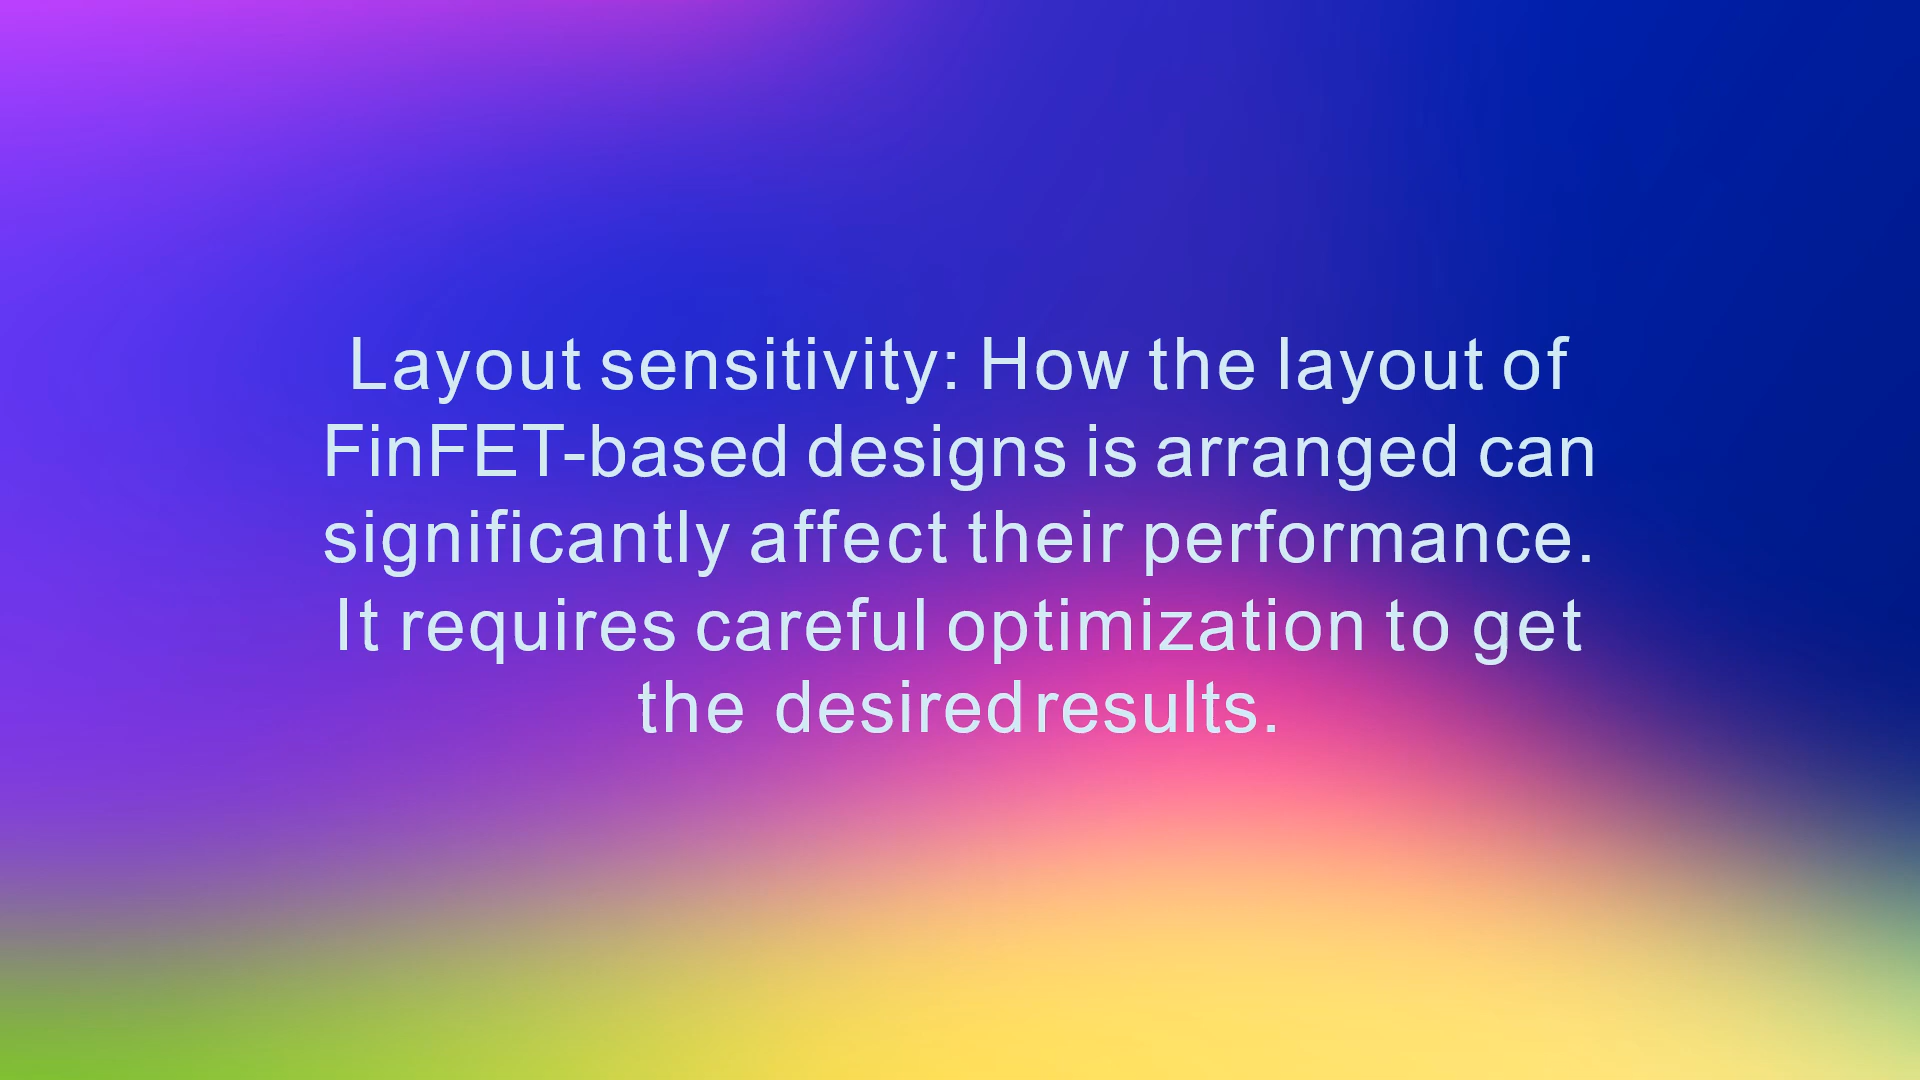 Layout sensitivity: How the layout of
FinFET-based designs is arranged can
significantly affect their performance.
It requires careful optimization to get
the desired results.